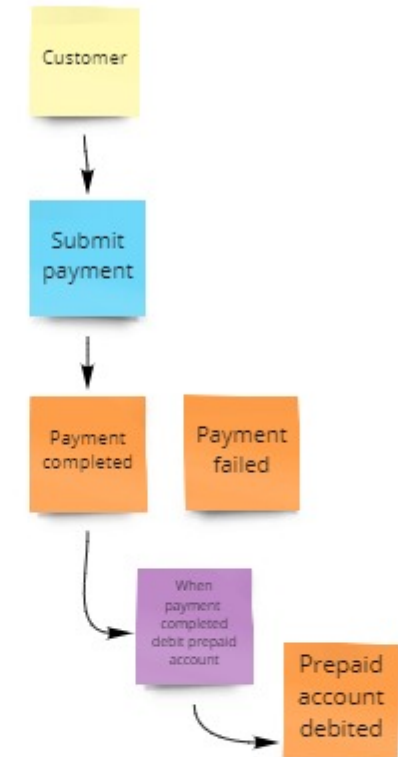 Customer
Submit
payment
Payment
completed
Payment
failed
When
payment
completed
debit prepaid
account
Prepaid
account
debited